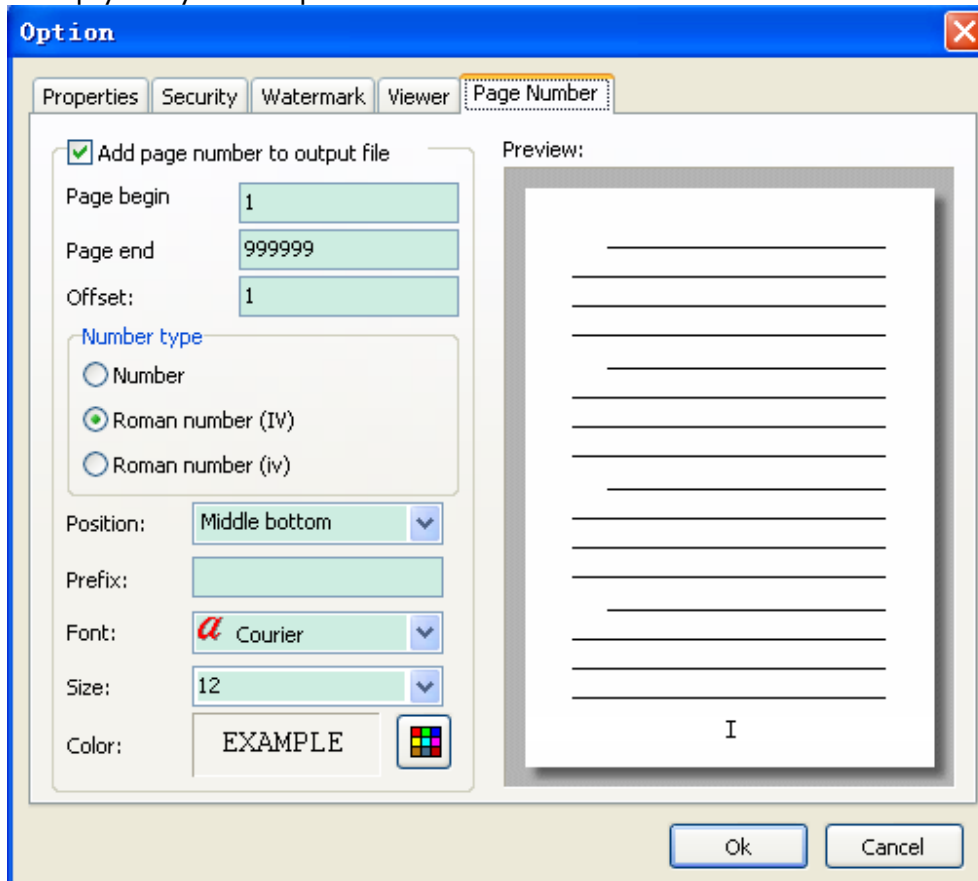 Option
Properties Security Watermark Viewer Page Number
Add page number to output file
Page begin 1
Page end 999999
Offset: 1
Number type
Number
Roman number (IV)
Roman number (iv)
Position: Middle bottom
Prefix:
Font: a Courier
Size: 12
Color: EXAMPLE
Preview:
I
Ok Cancel